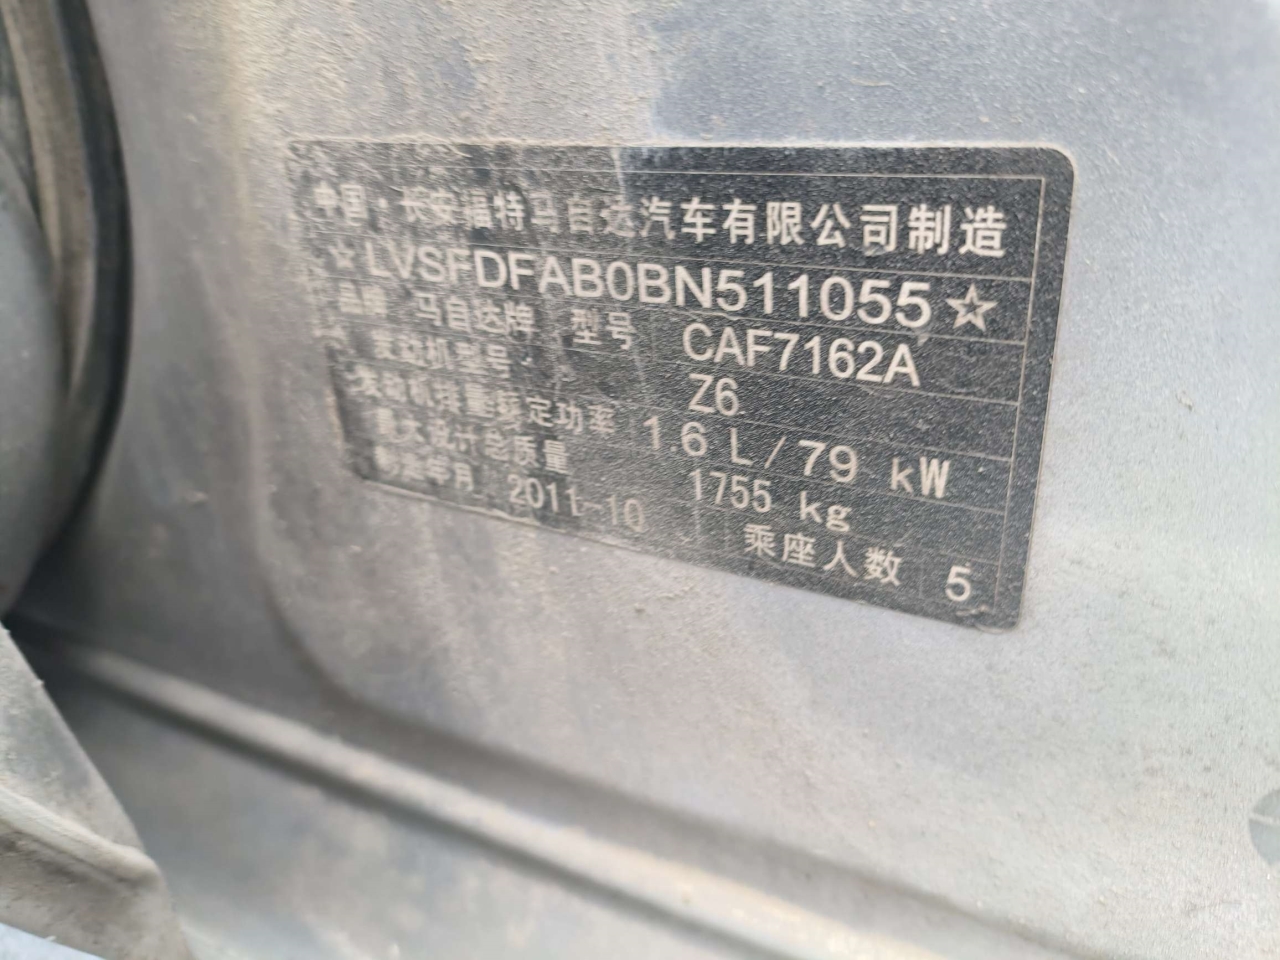 中国·长安福特马自达汽车有限公司制造
☆LVSFDFAB0BN511055☆
品牌 马自达牌 型号 CAF7162A
发动机型号 Z6
发动机排量/额定功率 1.6 L/79 kW
最大设计总质量 1755 kg
制造年月 2011-10 乘座人数 5